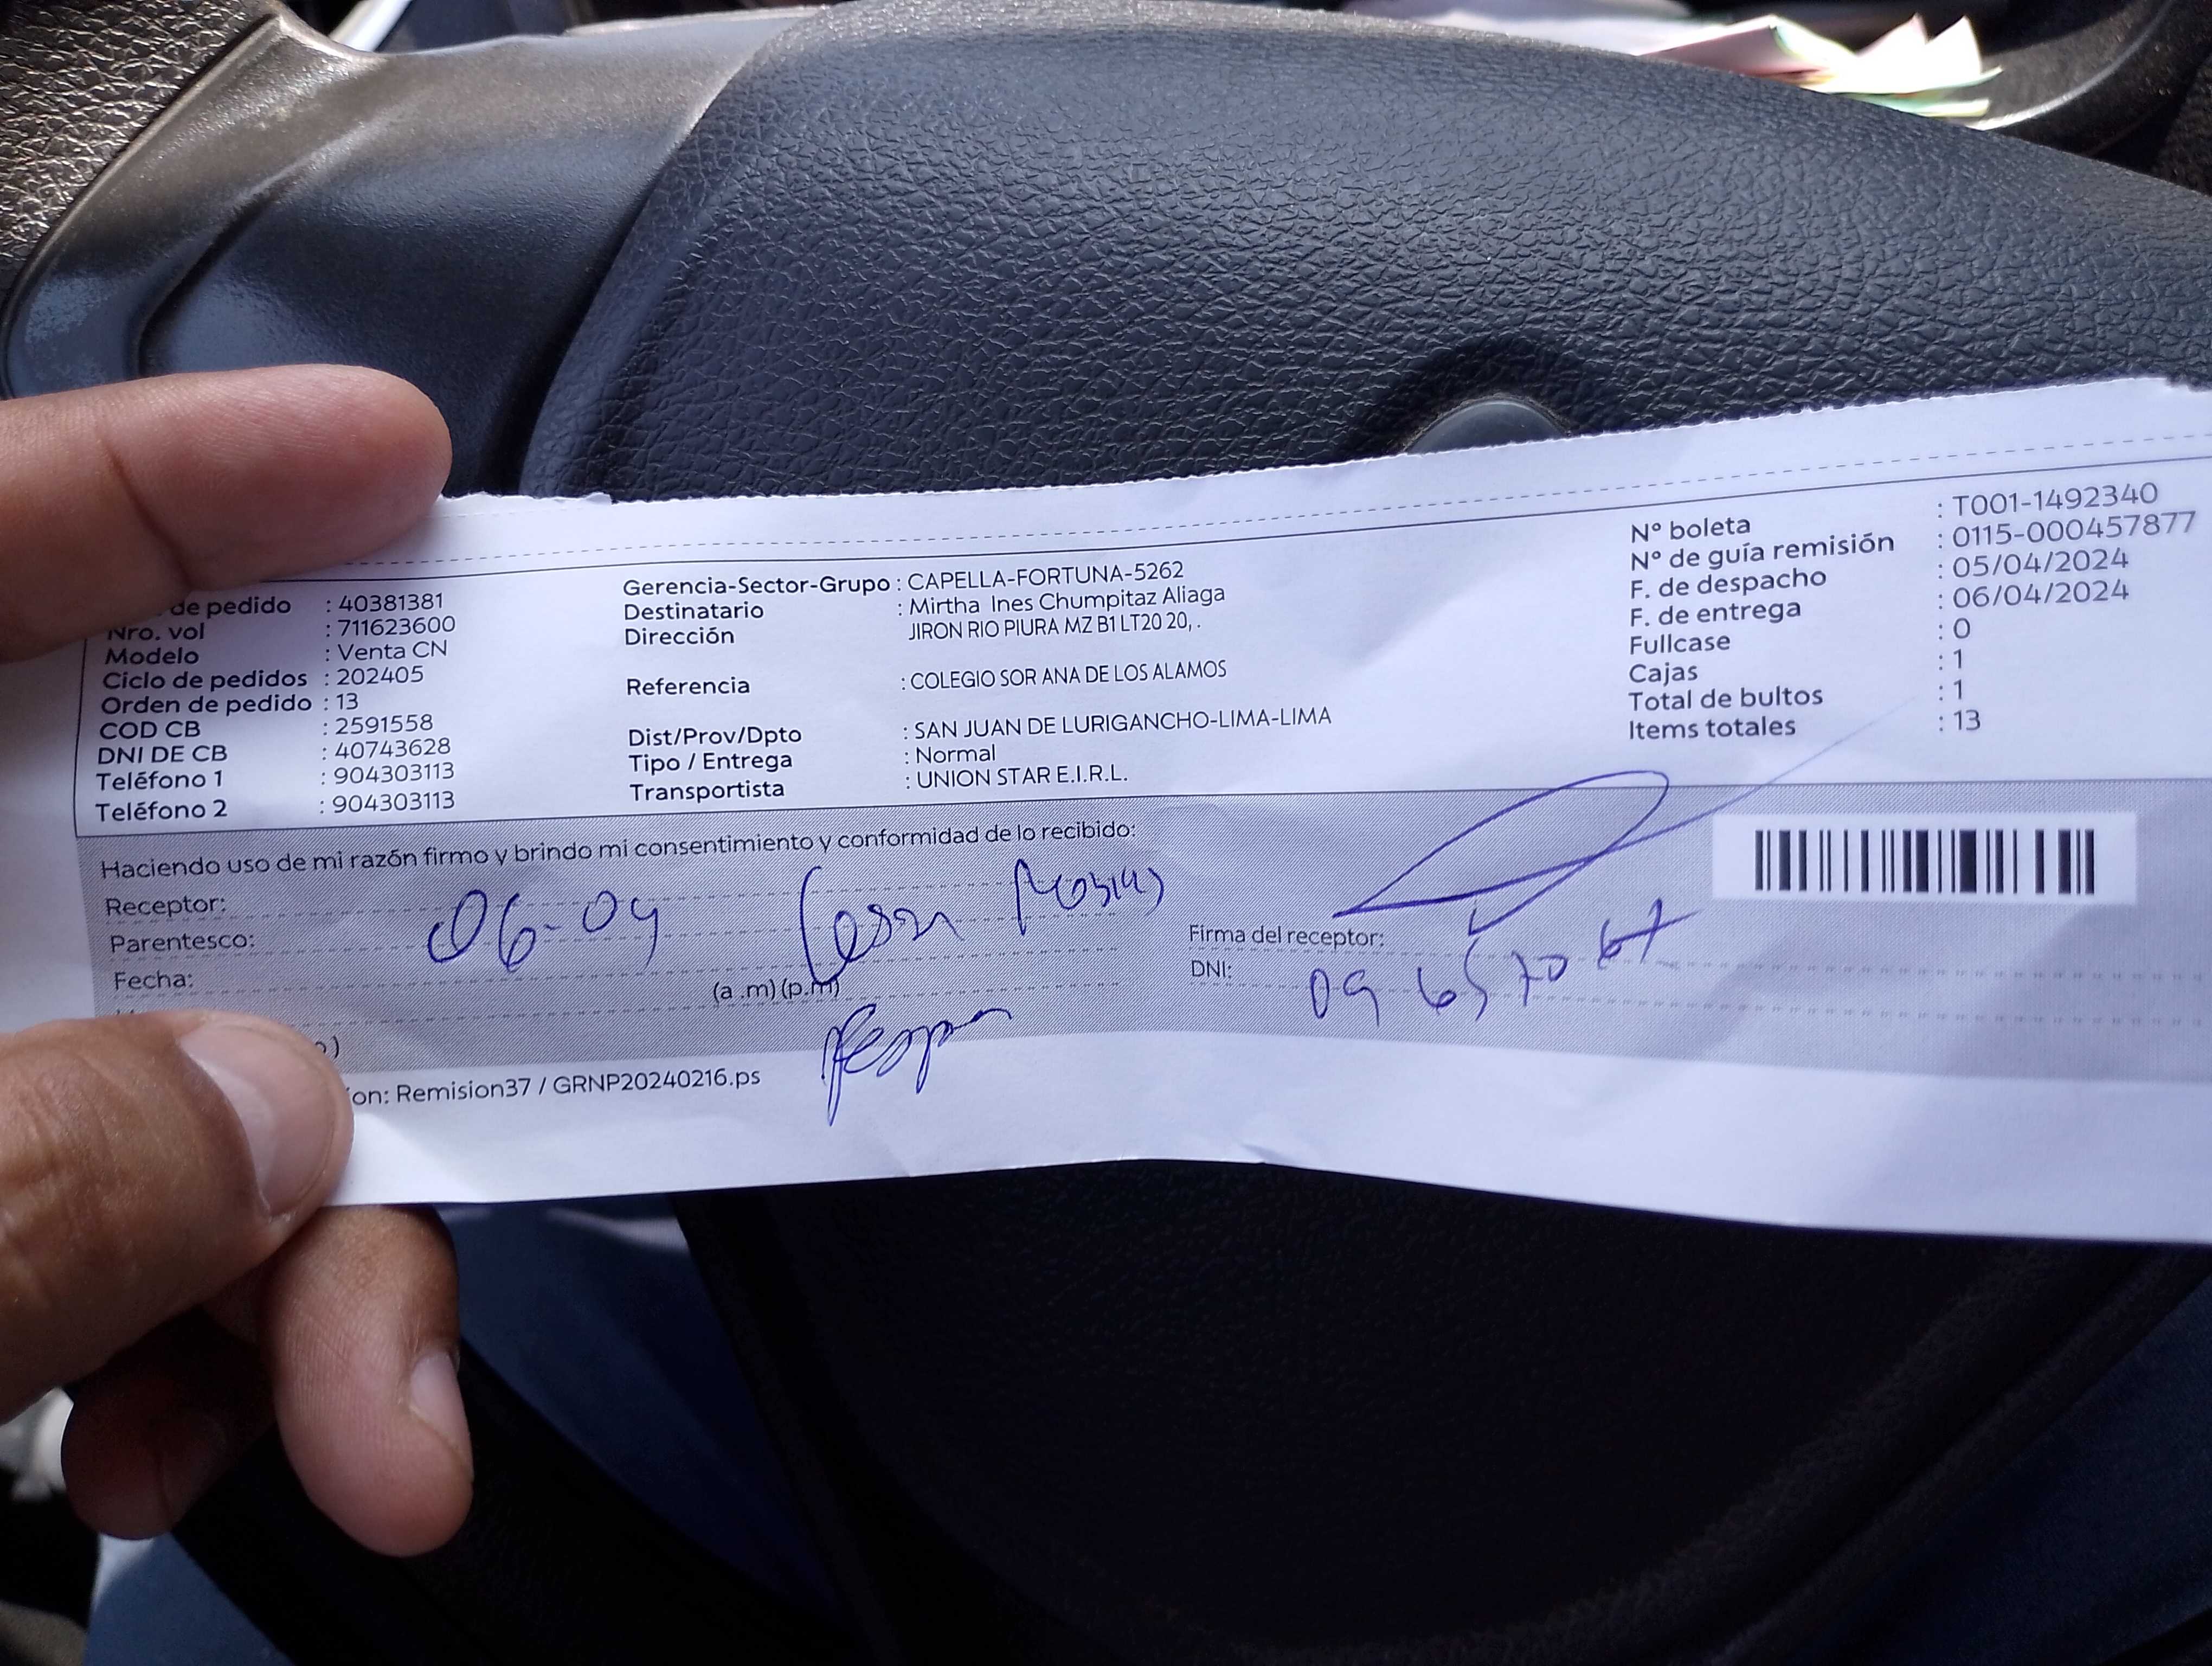 de pedido : 40381381
Nro. vol : 711623600
Modelo : Venta CN
Ciclo de pedidos : 202405
Orden de pedido : 13
COD CB : 2591558
DNI DE CB : 40743628
Teléfono 1 : 904303113
Teléfono 2 : 904303113
Gerencia-Sector-Grupo : CAPELLA-FORTUNA-5262
Destinatario : Mirtha Ines Chumpitaz Aliaga
Dirección JIRON RIO PIURA MZ B1 LT20 20, .
Referencia : COLEGIO SOR ANA DE LOS ALAMOS
Dist/Prov/Dpto : SAN JUAN DE LURIGANCHO-LIMA-LIMA
Tipo / Entrega : Normal
Transportista : UNION STAR E.I.R.L.
N° boleta : T001-1492340
N° de guía remisión : 0115-000457877
F. de despacho : 05/04/2024
F. de entrega : 06/04/2024
Fullcase : 0
Cajas : 1
Total de bultos : 1
Items totales : 13
Haciendo uso de mi razón firmo y brindo mi consentimiento y conformidad de lo recibido:
Receptor:
Parentesco: 06-04
Fecha:
(a .m) (p.m)
Firma del receptor:
DNI: 09657067
on: Remision37 / GRNP20240216.ps